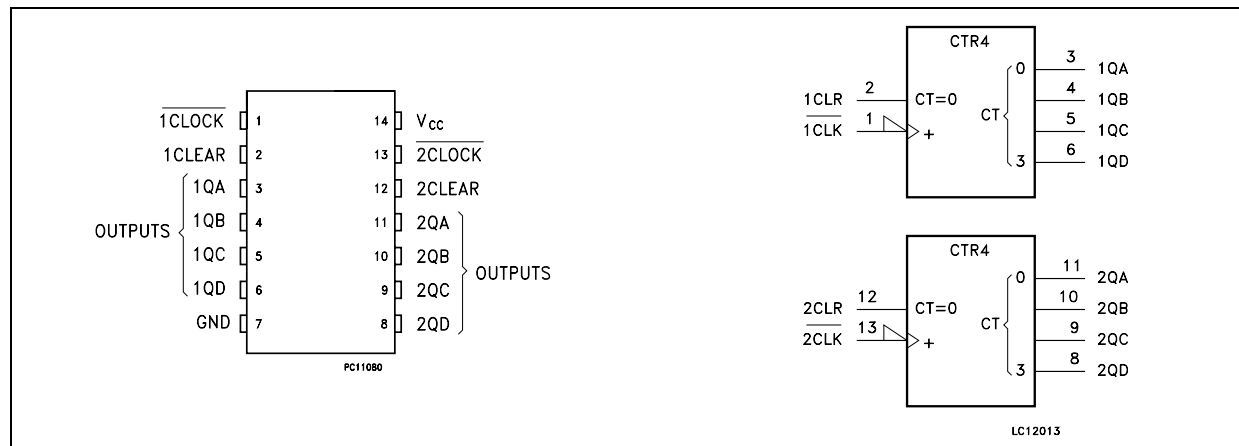 1CLOCK 1 14 VCC
1CLEAR 2 13 2CLOCK
1QA 3 12 2CLEAR
1QB 4 11 2QA
OUTPUTS
1QC 5 10 2QB
OUTPUTS
1QD 6 9 2QC
GND 7 8 2QD
PC11080
CTR4
0 3 1QA
1CLR 2 CT=0 4 1QB
1CLK 1 + CT 5 1QC
3 6 1QD
CTR4
0 11 2QA
2CLR 12 CT=0 10 2QB
2CLK 13 + CT 9 2QC
3 8 2QD
LC12013